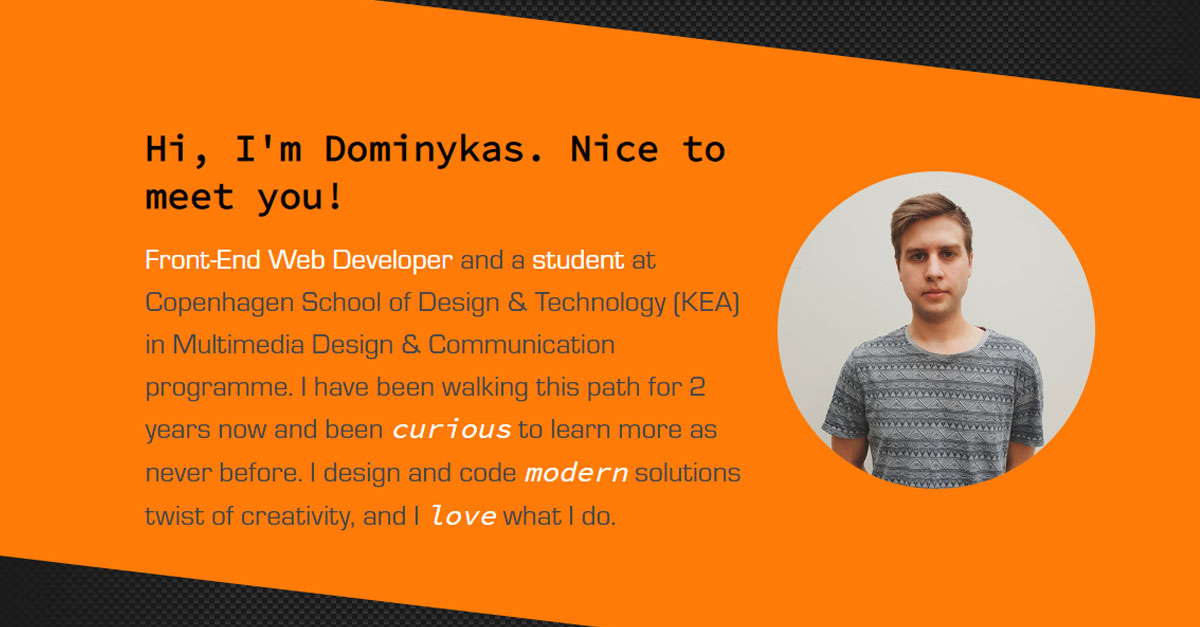 Hi, I'm Dominykas. Nice to
meet you!
Front-End Web Developer and a student at
Copenhagen School of Design & Technology (KEA)
in Multimedia Design & Communication
programme. I have been walking this path for 2
years now and been curious to learn more as
never before. I design and code modern solutions
twist of creativity, and I love what I do.